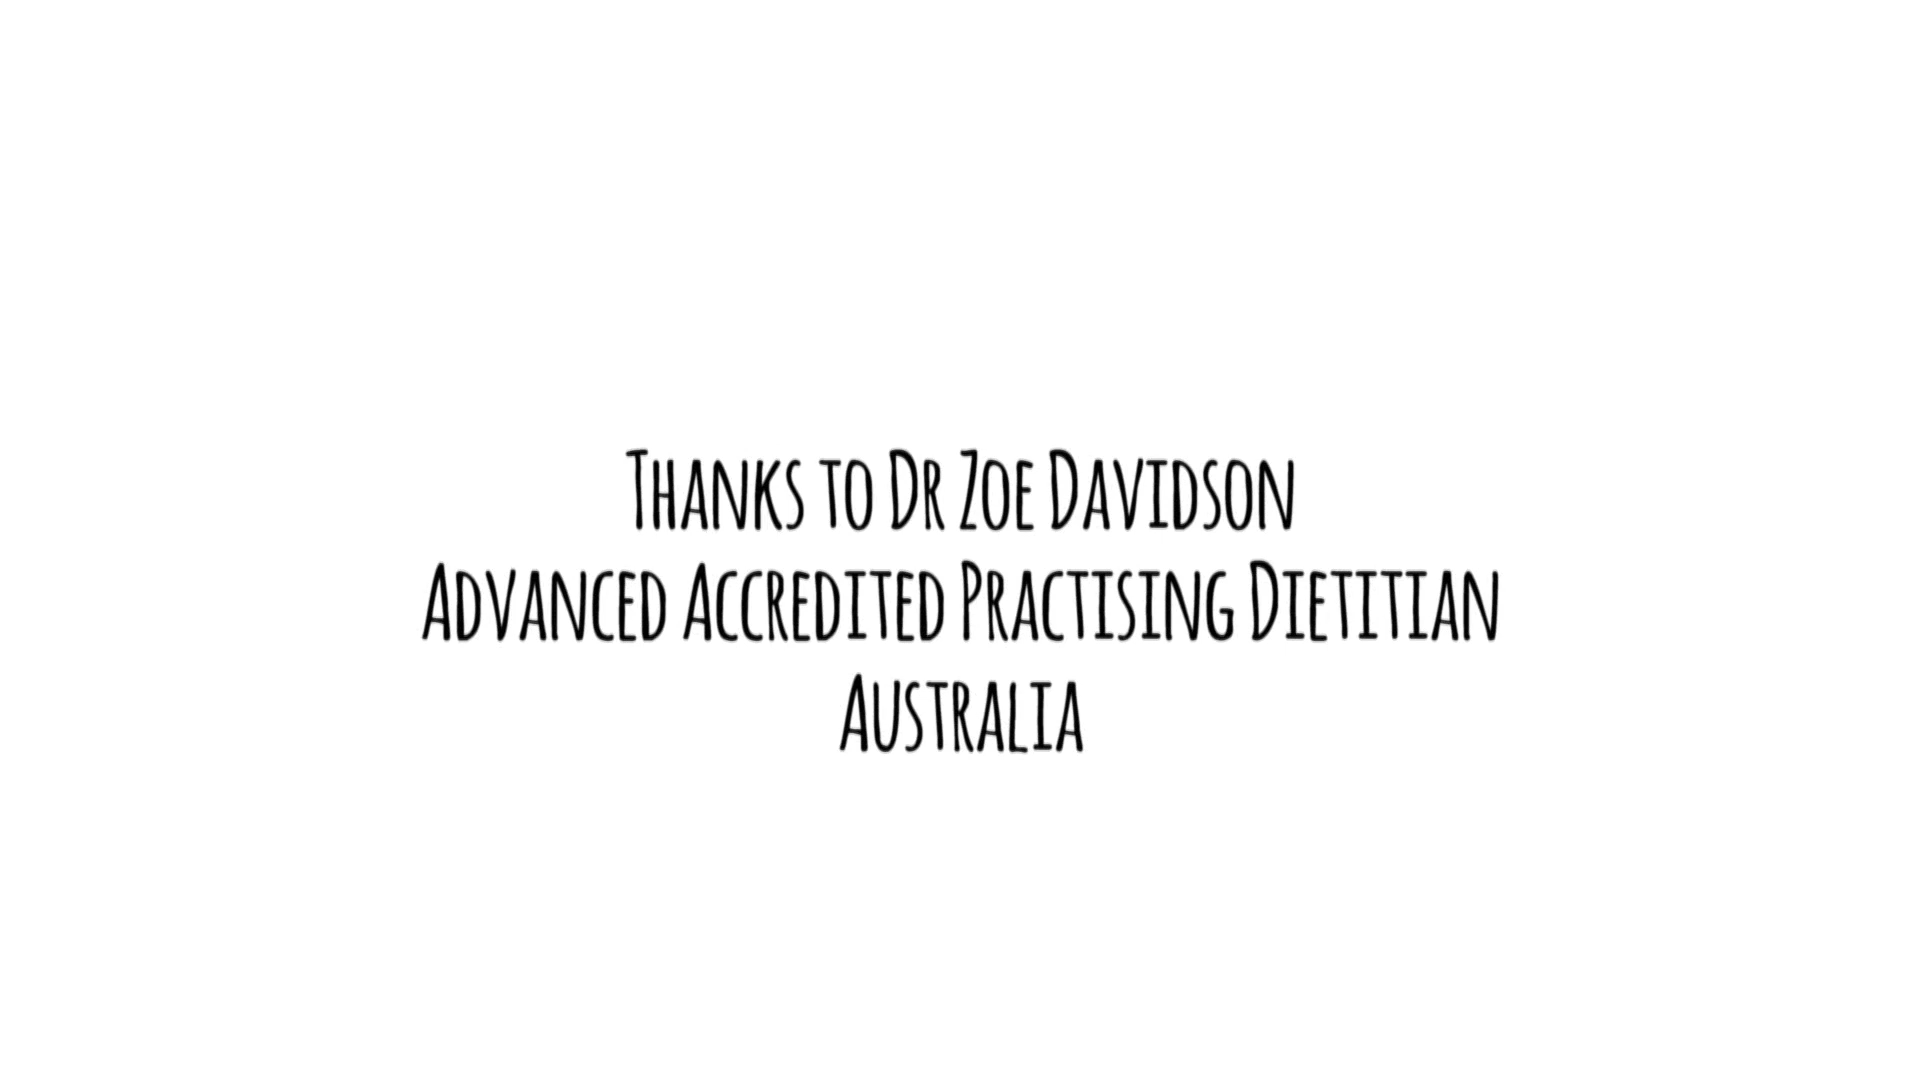 Thanks to Dr Zoe Davidson
Advanced Accredited Practising Dietitian
Australia